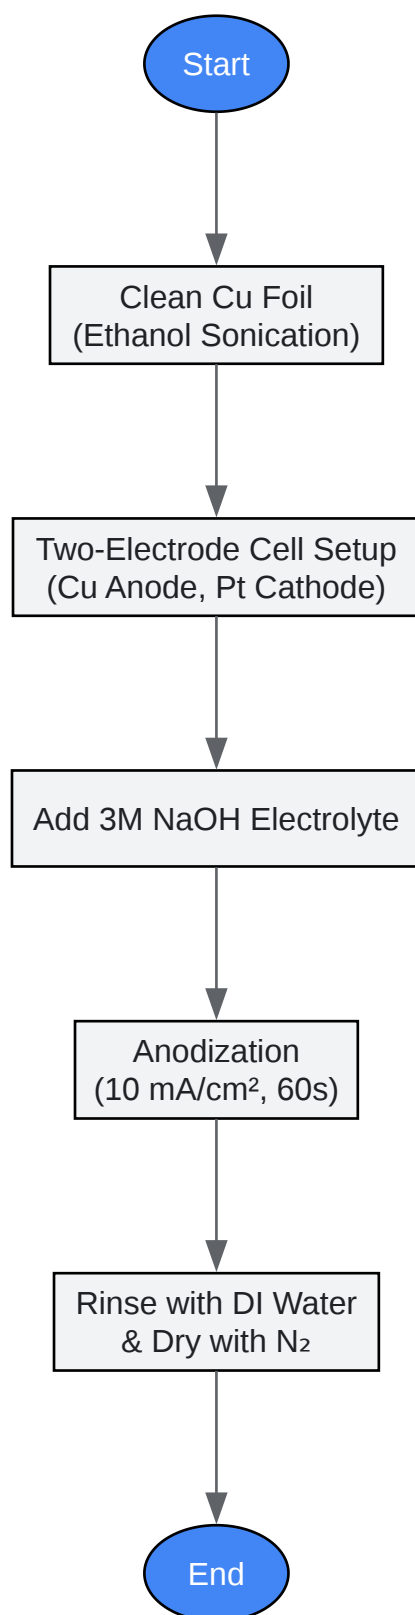 Start
Clean Cu Foil
(Ethanol Sonication)
Two-Electrode Cell Setup
(Cu Anode, Pt Cathode)
Add 3M NaOH Electrolyte
Anodization
(10 mA/cm², 60s)
Rinse with DI Water
& Dry with N₂
End